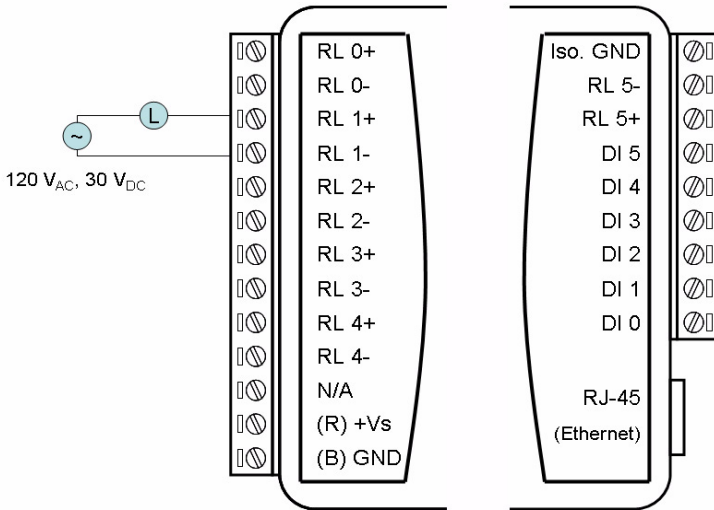 RL 0+
RL 0-
RL 1+
RL 1-
RL 2+
RL 2-
RL 3+
RL 3-
RL 4+
RL 4-
N/A
(R) +Vs
(B) GND
L
~
120 VAC, 30 VDC
Iso. GND
RL 5-
RL 5+
DI 5
DI 4
DI 3
DI 2
DI 1
DI 0
RJ-45
(Ethernet)